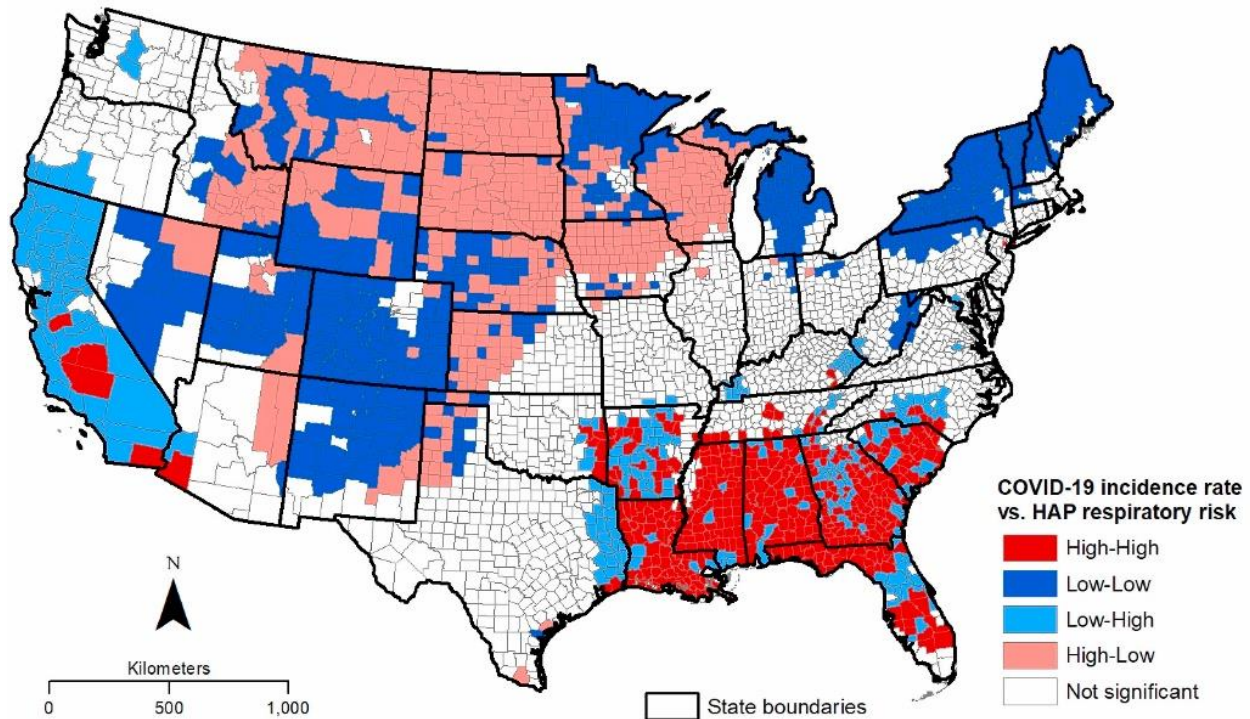 N
Kilometers
0 500 1,000
State boundaries
COVID-19 incidence rate
vs. HAP respiratory risk
High-High
Low-Low
Low-High
High-Low
Not significant